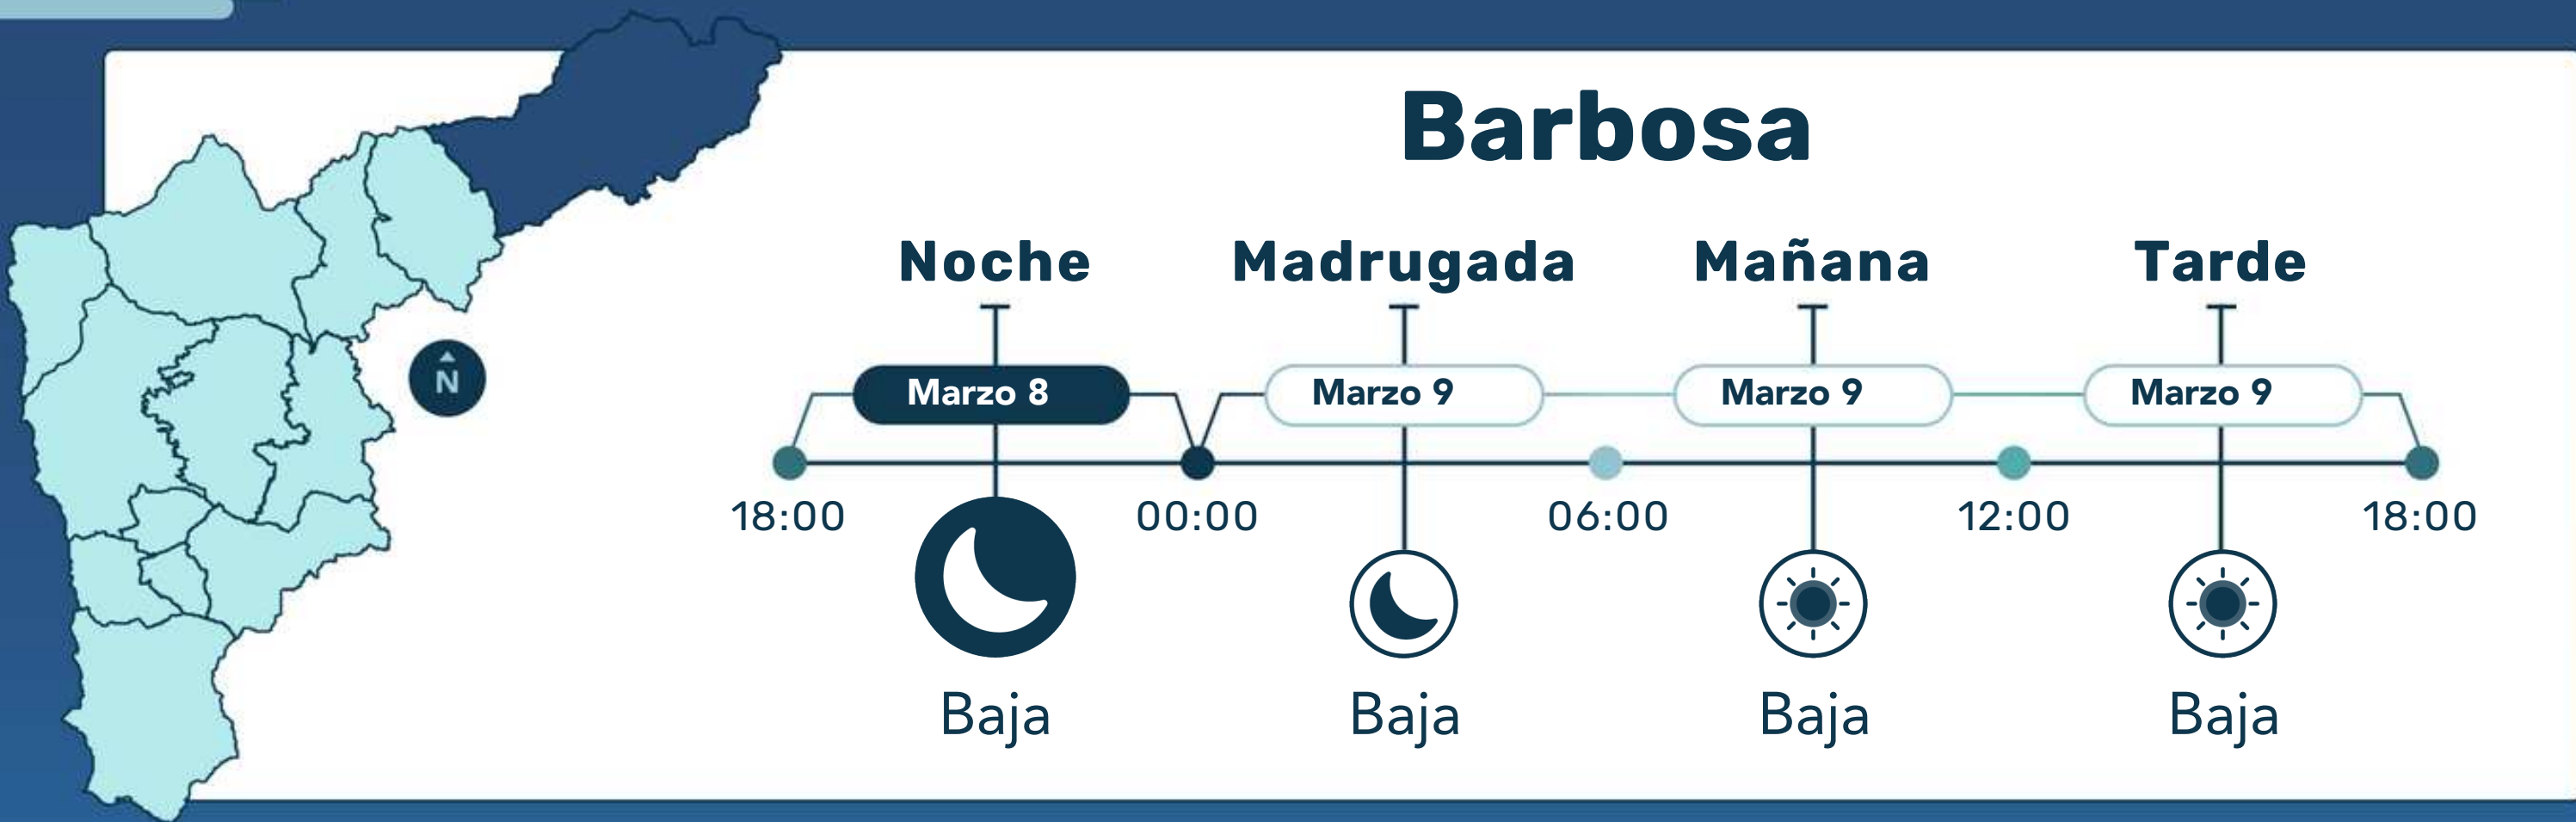 Barbosa
Noche Madrugada Mañana Tarde
N
Marzo 8 Marzo 9 Marzo 9 Marzo 9
18:00 00:00 06:00 12:00 18:00
Baja Baja Baja Baja